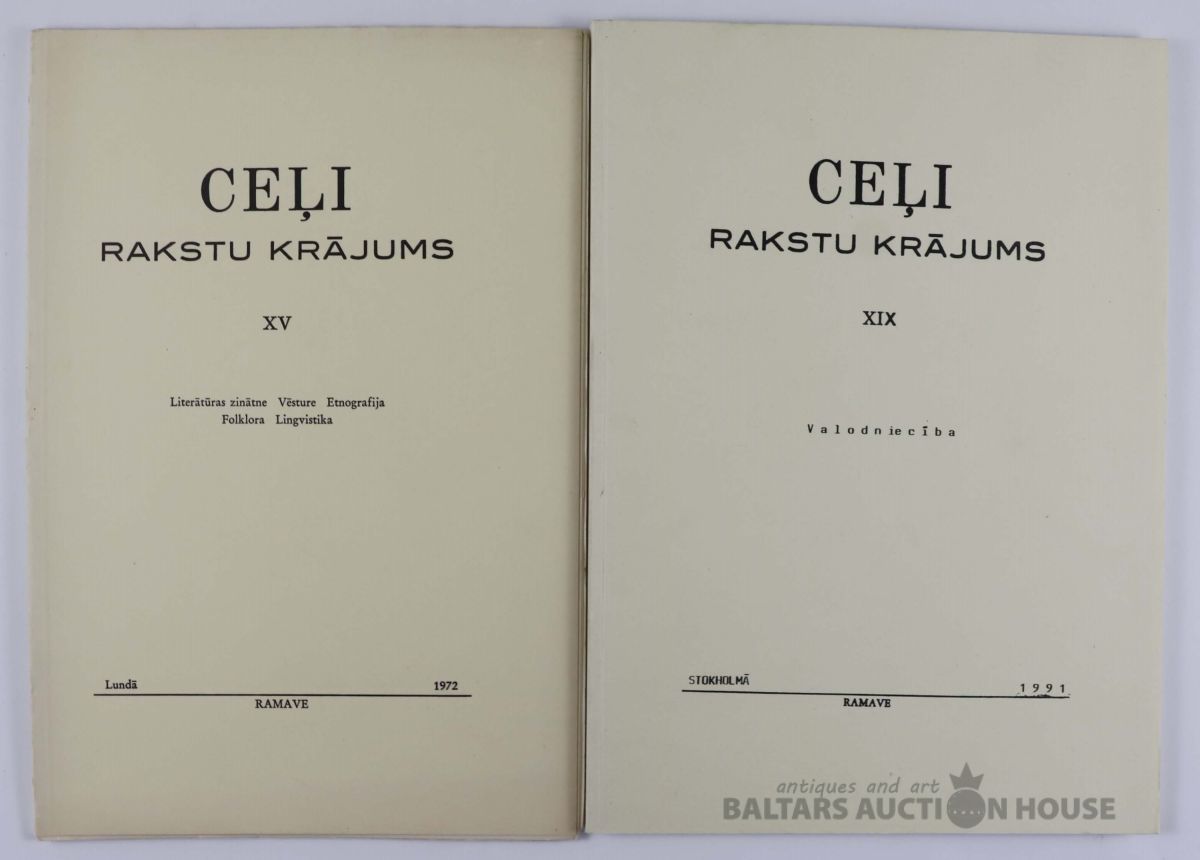 CEĻI
RAKSTU KRĀJUMS
XV
Literātūras zinātne Vēsture Etnografija
Folklora Lingvistika
Lundā 1972
RAMAVE
CEĻI
RAKSTU KRĀJUMS
XIX
Valodniecība
STOKHOLMĀ 1991
RAMAVE
antiques and art
BALTARS AUCTION HOUSE